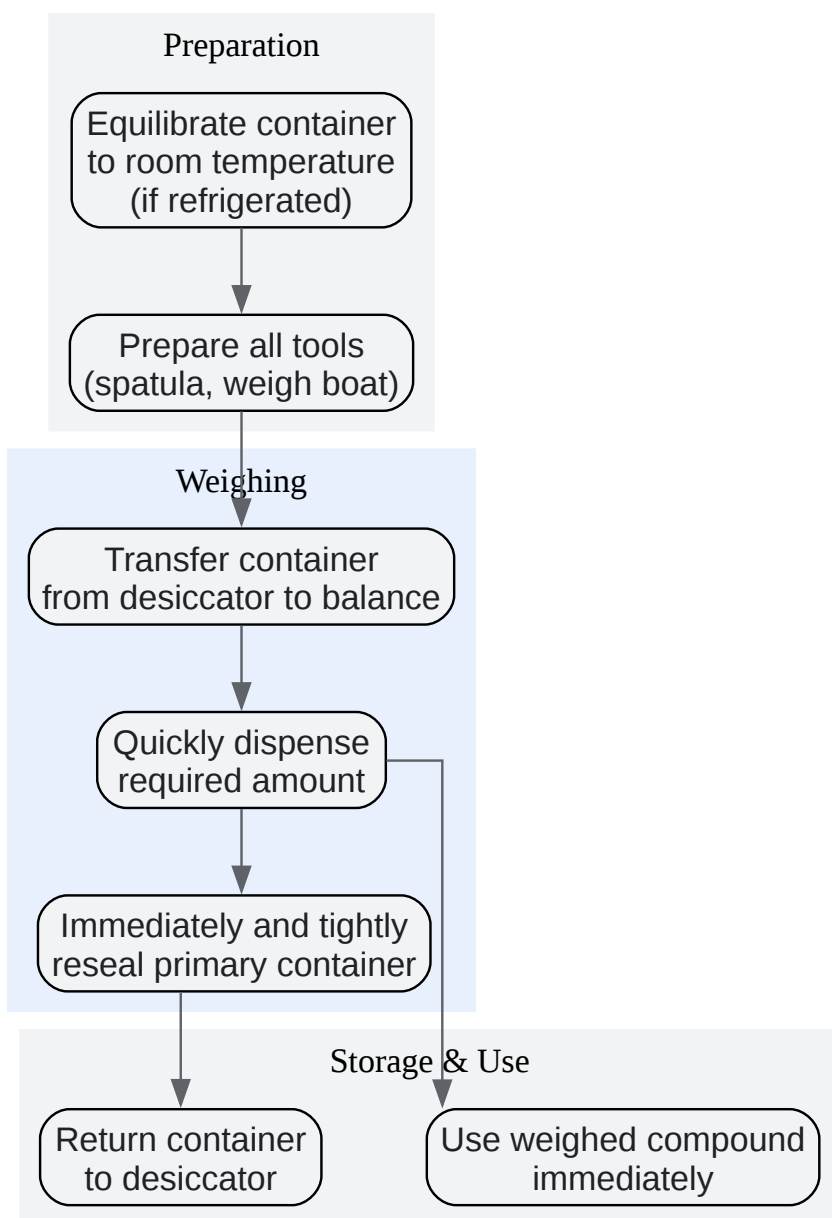 Preparation
Equilibrate container
to room temperature
(if refrigerated)
Prepare all tools
(spatula, weigh boat)
Weighing
Transfer container
from desiccator to balance
Quickly dispense
required amount
Immediately and tightly
reseal primary container
Storage & Use
Return container
to desiccator
Use weighed compound
immediately